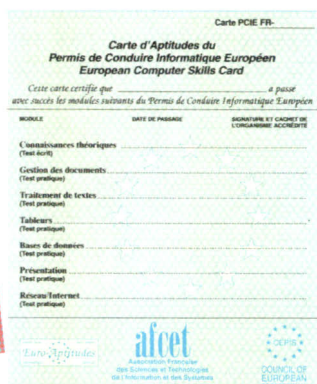 Carte PCIE FR-
Carte d'Aptitudes du
Permis de Conduire Informatique Européen
European Computer Skills Card
Cette carte certifie que a passé
avec succès les modules suivants du Permis de Conduire Informatique Européen
MODULE DATE DE PASSAGE SIGNATURE ET CACHET DE
L'ORGANISME ACCRÉDITÉ
Connaissances théoriques
(Test écrit)
Gestion des documents
(Test pratique)
Traitement de textes
(Test pratique)
Tableurs
(Test pratique)
Bases de données
(Test pratique)
Présentation
(Test pratique)
Réseau/Internet
(Test pratique)
Euro Aptitudes
afcet
Association Française
des Sciences et Technologies
de l'Information et des Systèmes
CEPIS
COUNCIL OF
EUROPEAN